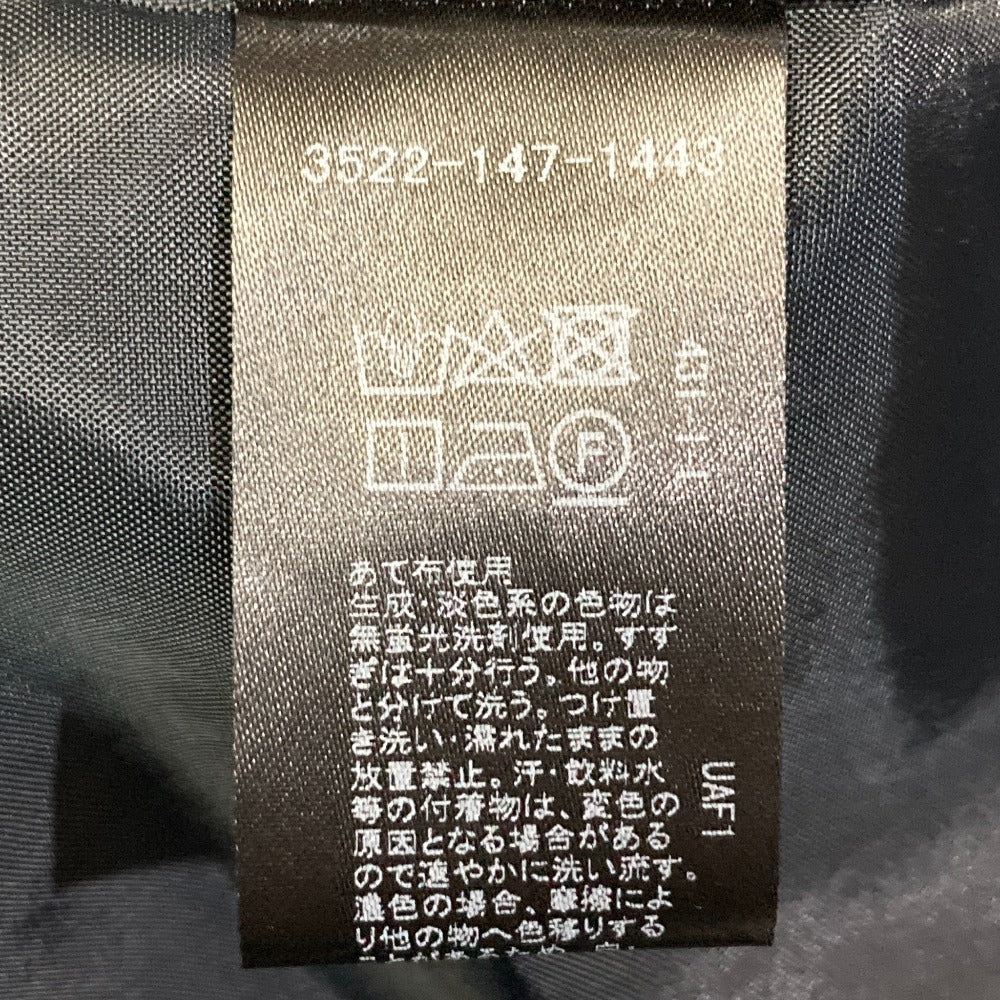 3522-147-1443
F
あて布使用
生成・淡色系の色物は
無蛍光洗剤使用。すす
ぎは十分行う。他の物
と分けて洗う。つけ置
き洗い・濡れたままの
放置禁止。汗・飲料水
等の付着物は、変色の
原因となる場合がある
ので速やかに洗い流す。
濃色の場合、摩擦によ
り他の物へ色移りする
UAF1